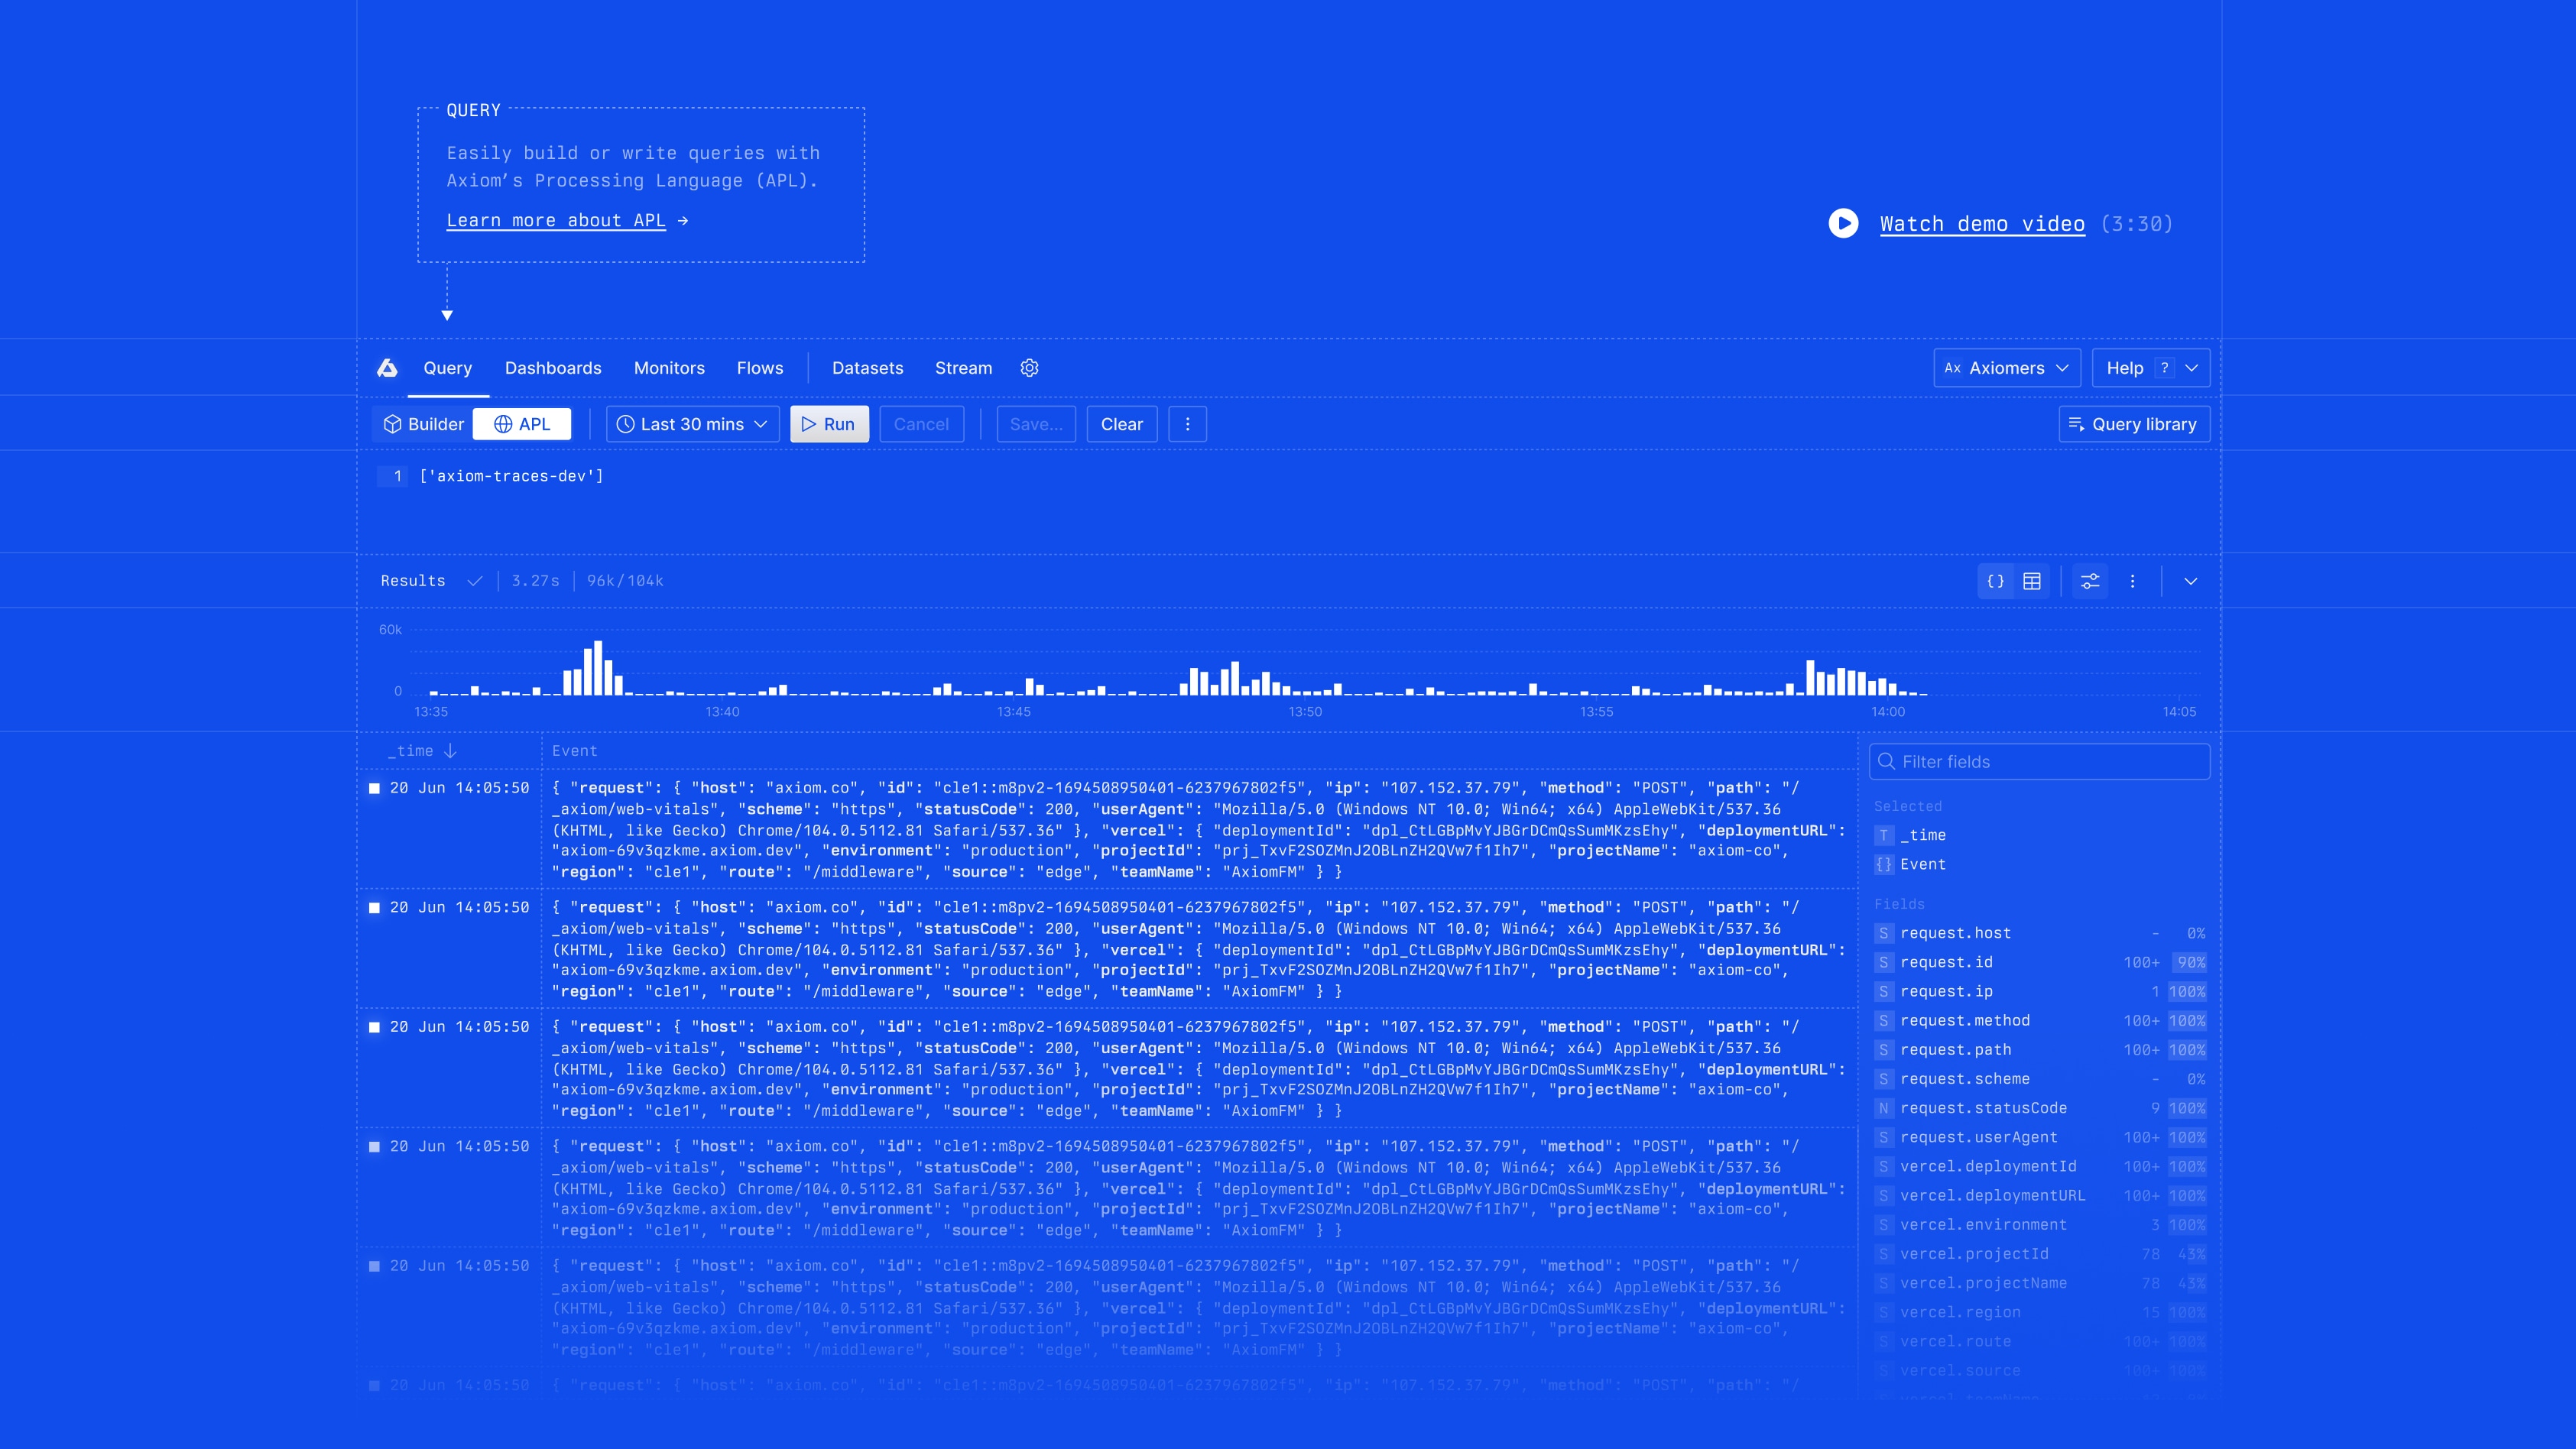 QUERY
Easily build or write queries with
Axiom’s Processing Language (APL).
Learn more about APL →
Watch demo video (3:30)
Query Dashboards Monitors Flows Datasets Stream Ax Axiomers Help ?
Builder APL Last 30 mins Run Cancel Save... Clear Query library
1 ['axiom-traces-dev']
Results 3.27s 96k/104k {}
60k
0
13:35 13:40 13:45 13:50 13:55 14:00 14:05
_time ↓ Event
20 Jun 14:05:50 { "request": { "host": "axiom.co", "id": "cle1::m8pv2-1694508950401-6237967802f5", "ip": "107.152.37.79", "method": "POST", "path": "/
_axiom/web-vitals", "scheme": "https", "statusCode": 200, "userAgent": "Mozilla/5.0 (Windows NT 10.0; Win64; x64) AppleWebKit/537.36
(KHTML, like Gecko) Chrome/104.0.5112.81 Safari/537.36" }, "vercel": { "deploymentId": "dpl_CtLGBpMvYJBGrDCmQsSumMKzsEhy", "deploymentURL":
"axiom-69v3qzkme.axiom.dev", "environment": "production", "projectId": "prj_TxvF2SOZMnJ2OBLnZH2QVw7f1Ih7", "projectName": "axiom-co",
"region": "cle1", "route": "/middleware", "source": "edge", "teamName": "AxiomFM" } }
20 Jun 14:05:50 { "request": { "host": "axiom.co", "id": "cle1::m8pv2-1694508950401-6237967802f5", "ip": "107.152.37.79", "method": "POST", "path": "/
_axiom/web-vitals", "scheme": "https", "statusCode": 200, "userAgent": "Mozilla/5.0 (Windows NT 10.0; Win64; x64) AppleWebKit/537.36
(KHTML, like Gecko) Chrome/104.0.5112.81 Safari/537.36" }, "vercel": { "deploymentId": "dpl_CtLGBpMvYJBGrDCmQsSumMKzsEhy", "deploymentURL":
"axiom-69v3qzkme.axiom.dev", "environment": "production", "projectId": "prj_TxvF2SOZMnJ2OBLnZH2QVw7f1Ih7", "projectName": "axiom-co",
"region": "cle1", "route": "/middleware", "source": "edge", "teamName": "AxiomFM" } }
20 Jun 14:05:50 { "request": { "host": "axiom.co", "id": "cle1::m8pv2-1694508950401-6237967802f5", "ip": "107.152.37.79", "method": "POST", "path": "/
_axiom/web-vitals", "scheme": "https", "statusCode": 200, "userAgent": "Mozilla/5.0 (Windows NT 10.0; Win64; x64) AppleWebKit/537.36
(KHTML, like Gecko) Chrome/104.0.5112.81 Safari/537.36" }, "vercel": { "deploymentId": "dpl_CtLGBpMvYJBGrDCmQsSumMKzsEhy", "deploymentURL":
"axiom-69v3qzkme.axiom.dev", "environment": "production", "projectId": "prj_TxvF2SOZMnJ2OBLnZH2QVw7f1Ih7", "projectName": "axiom-co",
"region": "cle1", "route": "/middleware", "source": "edge", "teamName": "AxiomFM" } }
20 Jun 14:05:50 { "request": { "host": "axiom.co", "id": "cle1::m8pv2-1694508950401-6237967802f5", "ip": "107.152.37.79", "method": "POST", "path": "/
_axiom/web-vitals", "scheme": "https", "statusCode": 200, "userAgent": "Mozilla/5.0 (Windows NT 10.0; Win64; x64) AppleWebKit/537.36
(KHTML, like Gecko) Chrome/104.0.5112.81 Safari/537.36" }, "vercel": { "deploymentId": "dpl_CtLGBpMvYJBGrDCmQsSumMKzsEhy", "deploymentURL":
"axiom-69v3qzkme.axiom.dev", "environment": "production", "projectId": "prj_TxvF2SOZMnJ2OBLnZH2QVw7f1Ih7", "projectName": "axiom-co",
"region": "cle1", "route": "/middleware", "source": "edge", "teamName": "AxiomFM" } }
20 Jun 14:05:50 { "request": { "host": "axiom.co", "id": "cle1::m8pv2-1694508950401-6237967802f5", "ip": "107.152.37.79", "method": "POST", "path": "/
_axiom/web-vitals", "scheme": "https", "statusCode": 200, "userAgent": "Mozilla/5.0 (Windows NT 10.0; Win64; x64) AppleWebKit/537.36
(KHTML, like Gecko) Chrome/104.0.5112.81 Safari/537.36" }, "vercel": { "deploymentId": "dpl_CtLGBpMvYJBGrDCmQsSumMKzsEhy", "deploymentURL":
"axiom-69v3qzkme.axiom.dev", "environment": "production", "projectId": "prj_TxvF2SOZMnJ2OBLnZH2QVw7f1Ih7", "projectName": "axiom-co",
"region": "cle1", "route": "/middleware", "source": "edge", "teamName": "AxiomFM" } }
20 Jun 14:05:50 { "request": { "host": "axiom.co", "id": "cle1::m8pv2-1694508950401-6237967802f5", "ip": "107.152.37.79", "method": "POST", "path": "/
Filter fields
Selected
T _time
{} Event
Fields
S request.host - 0%
S request.id 100+ 90%
S request.ip 1 100%
S request.method 100+ 100%
S request.path 100+ 100%
S request.scheme - 0%
N request.statusCode 9 100%
S request.userAgent 100+ 100%
S vercel.deploymentId 100+ 100%
S vercel.deploymentURL 100+ 100%
S vercel.environment 3 100%
S vercel.projectId 78 43%
S vercel.projectName 78 43%
S vercel.region 15 100%
S vercel.route 100+ 100%
S vercel.source 100+ 100%